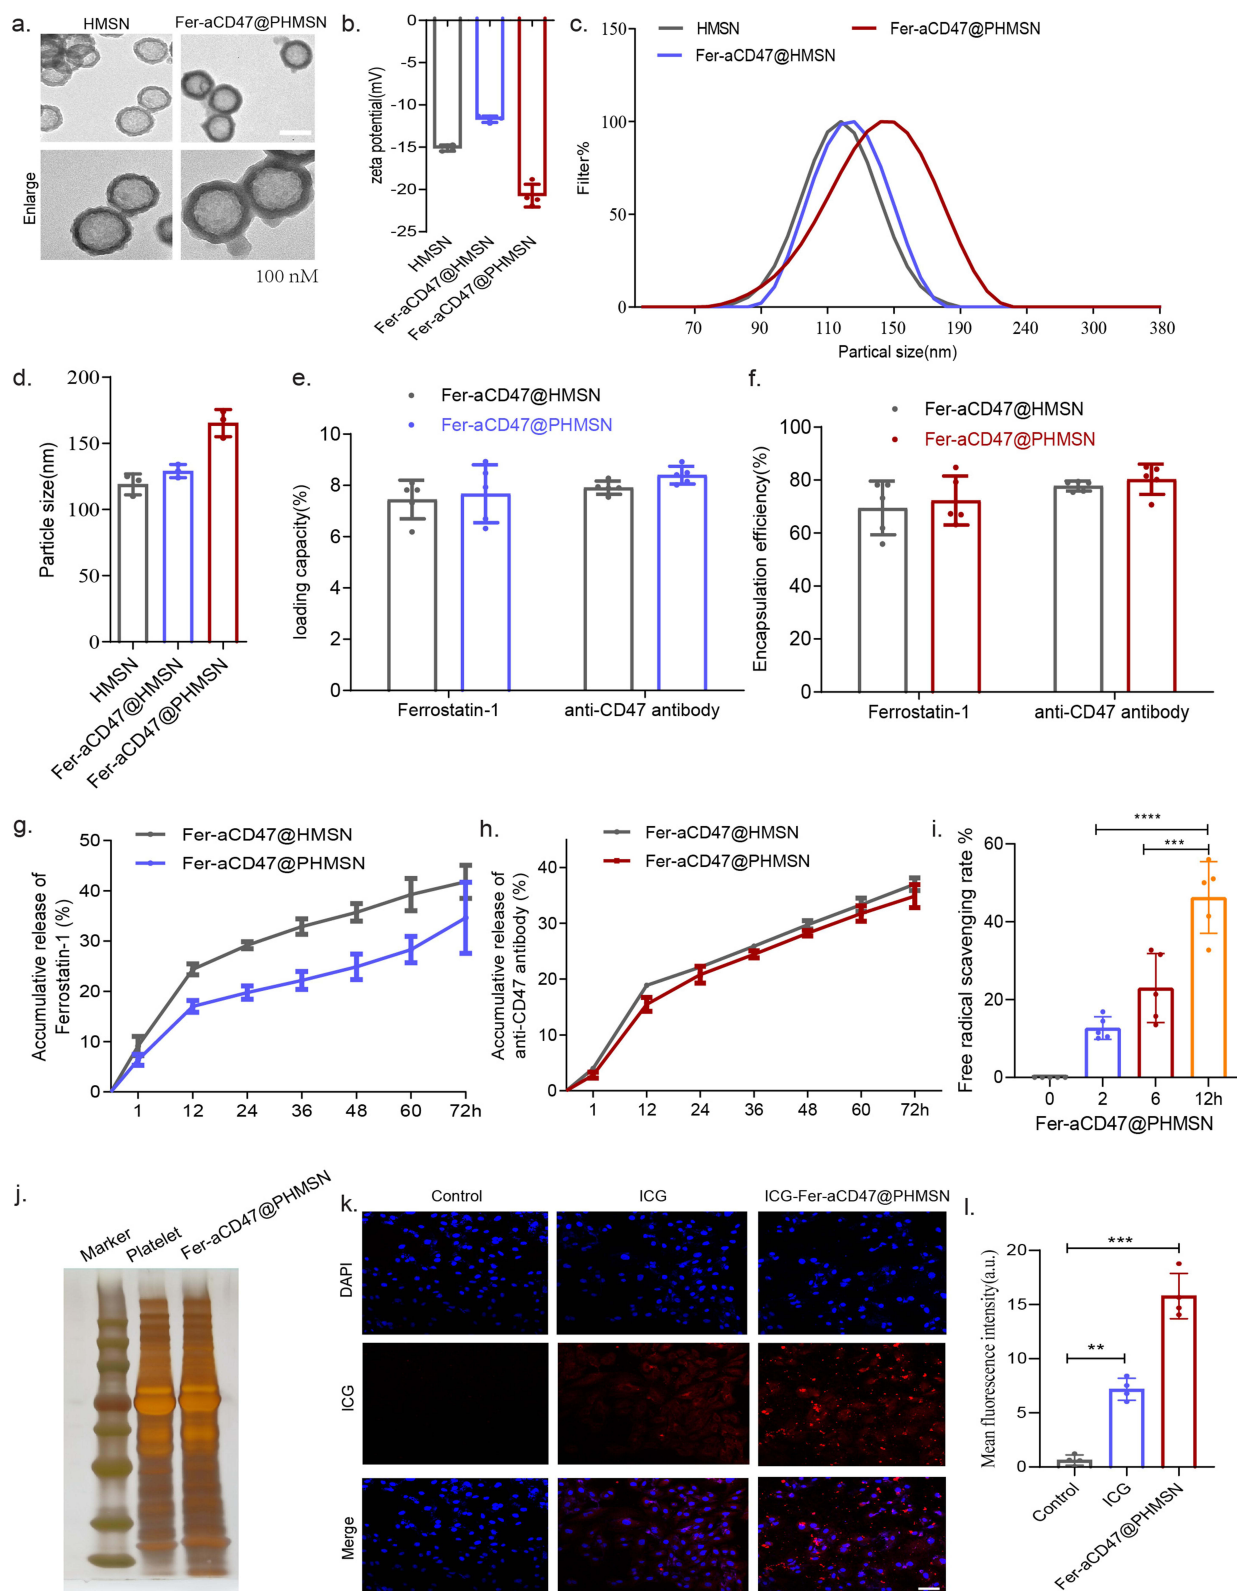 a.
HMSN
Fer-aCD47@PHMSN
Enlarge
100 nM
b.
zeta potential(mV)
0
-5
-10
-15
-20
-25
HMSN
Fer-aCD47@HMSN
Fer-aCD47@PHMSN
c.
HMSN
Fer-aCD47@PHMSN
Fer-aCD47@HMSN
Filter%
150
100
50
0
70 90 110 150 190 240 300 380
Partical size(nm)
d.
Particle size(nm)
200
150
100
50
0
HMSN
Fer-aCD47@HMSN
Fer-aCD47@PHMSN
e.
Fer-aCD47@HMSN
Fer-aCD47@PHMSN
loading capacity(%)
10
8
6
4
2
0
Ferrostatin-1 anti-CD47 antibody
f.
Fer-aCD47@HMSN
Fer-aCD47@PHMSN
Encapsulation efficiency(%)
100
80
60
40
20
0
Ferrostatin-1 anti-CD47 antibody
g.
Fer-aCD47@HMSN
Fer-aCD47@PHMSN
Accumulative release of
Ferrostatin-1 (%)
50
40
30
20
10
0
1 12 24 36 48 60 72h
h.
Fer-aCD47@HMSN
Fer-aCD47@PHMSN
Accumulative release of
anti-CD47 antibody (%)
40
30
20
10
0
1 12 24 36 48 60 72h
i.
****
***
Free radical scavenging rate %
60
40
20
0
0 2 6 12h
Fer-aCD47@PHMSN
j.
Marker
Platelet
Fer-aCD47@PHMSN
k.
Control ICG ICG-Fer-aCD47@PHMSN
DAPI
ICG
Merge
l.
***
**
Mean fluorescence intensity(a.u.)
20
15
10
5
0
Control
ICG
Fer-aCD47@PHMSN